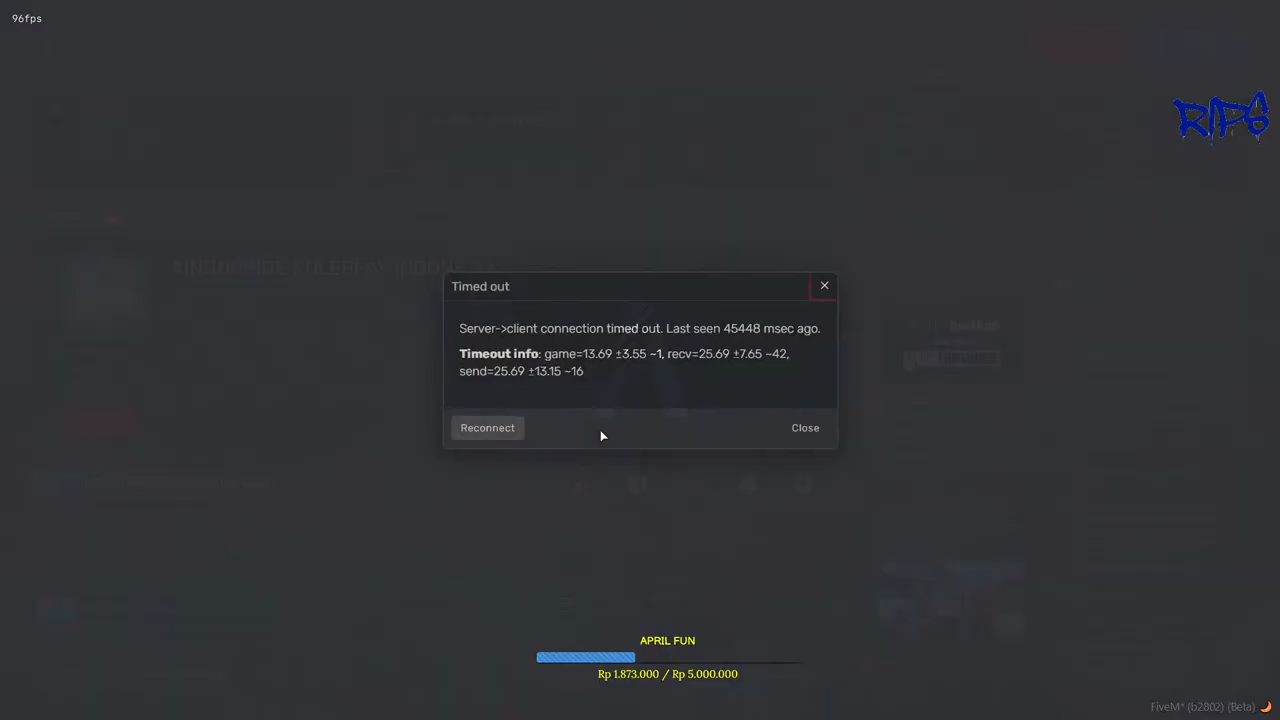 96fps
RIPS
Timed out
Server->client connection timed out. Last seen 45448 msec ago.
Timeout info: game=13.69 ±3.55 ~1, recv=25.69 ±7.65 ~42,
send=25.69 ±13.15 ~16
Reconnect
Close
APRIL FUN
Rp 1.873.000 / Rp 5.000.000
FiveM* (b2802) (Beta)